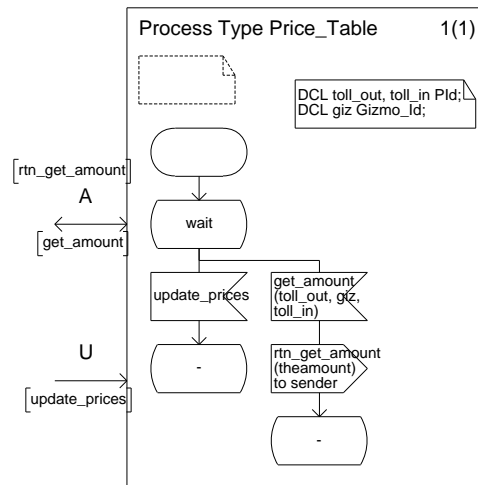 Process Type Price_Table
1(1)
DCL toll_out, toll_in PId;
DCL giz Gizmo_Id;
[rtn_get_amount]
A
[get_amount]
wait
update_prices
get_amount
(toll_out, giz,
toll_in)
U
[update_prices]
-
rtn_get_amount
(theamount)
to sender
-